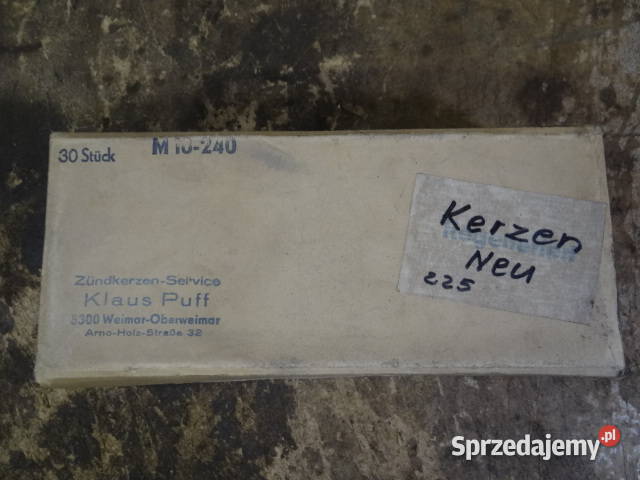 30 Stück M 10-240
Zündkerzen-Service
Klaus Puff
5300 Weimar-Oberweimar
Arno-Holz-Straße 32
Kerzen
Neu
225
Sprzedajemy.pl